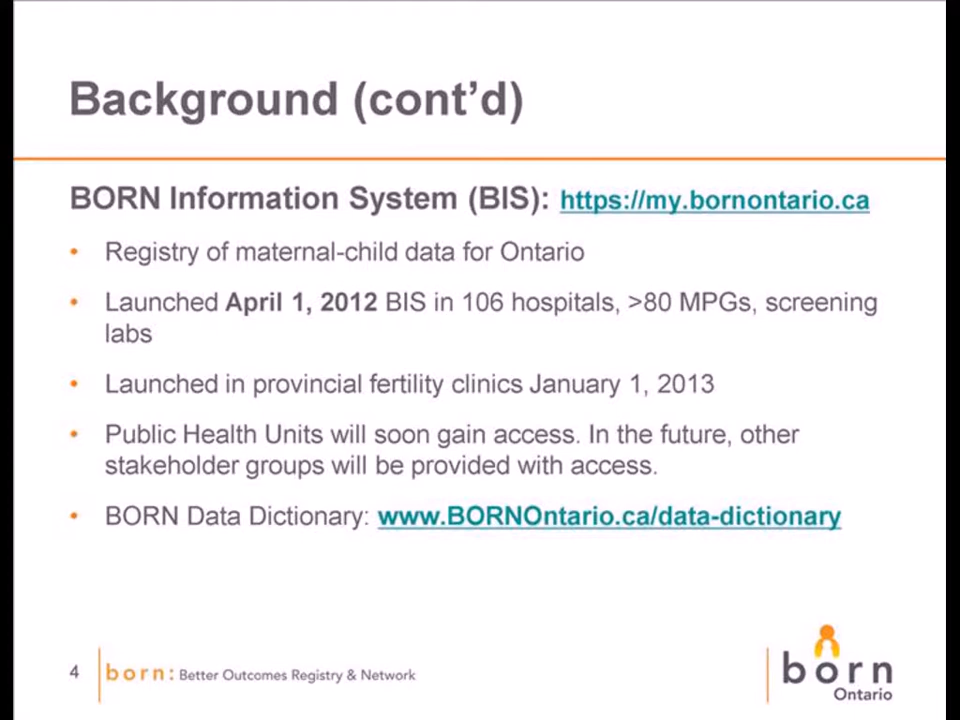 Background (cont’d)
BORN Information System (BIS): https://my.bornontario.ca
• Registry of maternal-child data for Ontario
• Launched April 1, 2012 BIS in 106 hospitals, >80 MPGs, screening
labs
• Launched in provincial fertility clinics January 1, 2013
• Public Health Units will soon gain access. In the future, other
stakeholder groups will be provided with access.
• BORN Data Dictionary: www.BORNOntario.ca/data-dictionary
4 born: Better Outcomes Registry & Network
born
Ontario